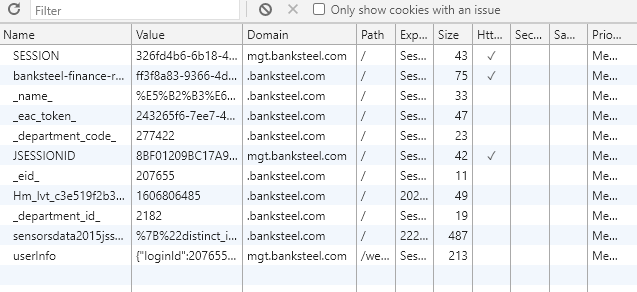 Filter Only show cookies with an issue
Name Value Domain Path Exp... Size Htt... Sec... Sa... Prio...
SESSION 326fd4b6-6b18-4... mgt.banksteel.com / Ses... 43 ✓ Me...
banksteel-finance-r... ff3f8a83-9366-4d... .banksteel.com / Ses... 75 ✓ Me...
_name_ %E5%B2%B3%E6... .banksteel.com / Ses... 33 Me...
_eac_token_ 243265f6-7ee7-4... .banksteel.com / Ses... 47 Me...
_department_code_ 277422 .banksteel.com / Ses... 23 Me...
JSESSIONID 8BF01209BC17A9... mgt.banksteel.com / Ses... 42 ✓ Me...
_eid_ 207655 .banksteel.com / Ses... 11 Me...
Hm_lvt_c3e519f2b3... 1606806485 .banksteel.com / 202... 49 Me...
_department_id_ 2182 .banksteel.com / Ses... 19 Me...
sensorsdata2015jss... %7B%22distinct_i... .banksteel.com / 222... 487 Me...
userInfo {"loginId":207655... mgt.banksteel.com /we... Ses... 213 Me...